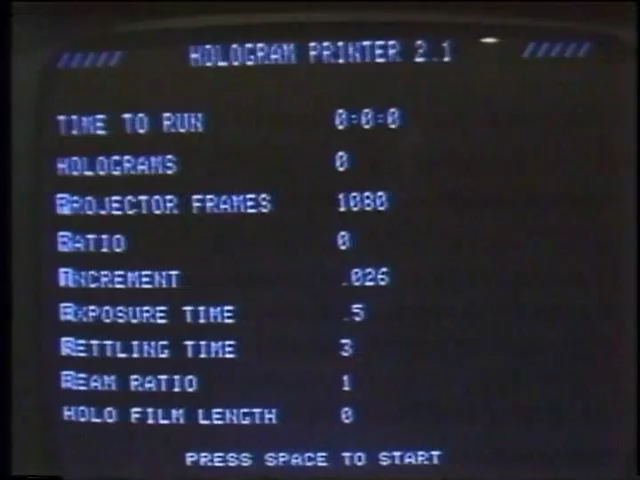 ///// HOLOGRAM PRINTER 2.1 /////
TIME TO RUN 0:0:0
HOLOGRAMS 0
PROJECTOR FRAMES 1080
RATIO 0
INCREMENT .026
EXPOSURE TIME .5
SETTLING TIME 3
BEAM RATIO 1
HOLO FILM LENGTH 0
PRESS SPACE TO START